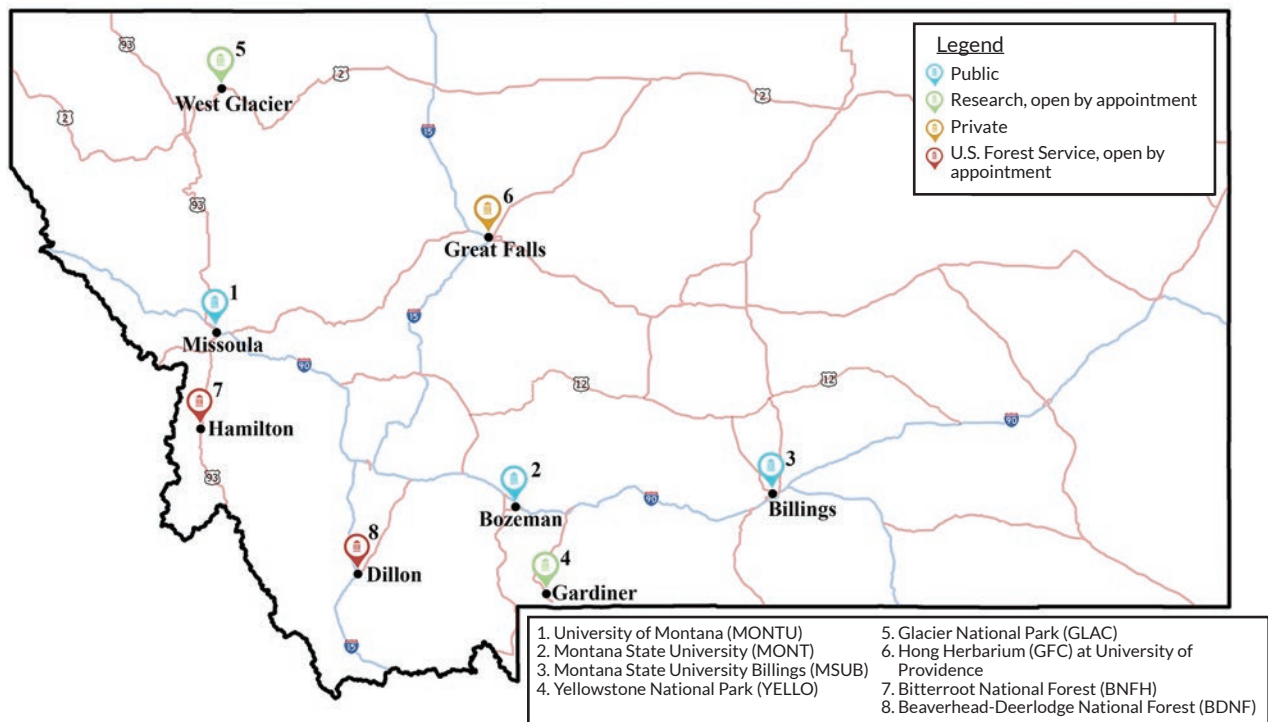 93
5
West Glacier
2
2
2
15
93
6
Great Falls
1
Missoula
15
90
7
Hamilton
93
12
12
90
2
Bozeman
90
3
Billings
8
Dillon
4
Gardiner
15
Legend
Public
Research, open by appointment
Private
U.S. Forest Service, open by
appointment
1. University of Montana (MONTU)
2. Montana State University (MONT)
3. Montana State University Billings (MSUB)
4. Yellowstone National Park (YELLO)
5. Glacier National Park (GLAC)
6. Hong Herbarium (GFC) at University of
Providence
7. Bitterroot National Forest (BNFH)
8. Beaverhead-Deerlodge National Forest (BDNF)